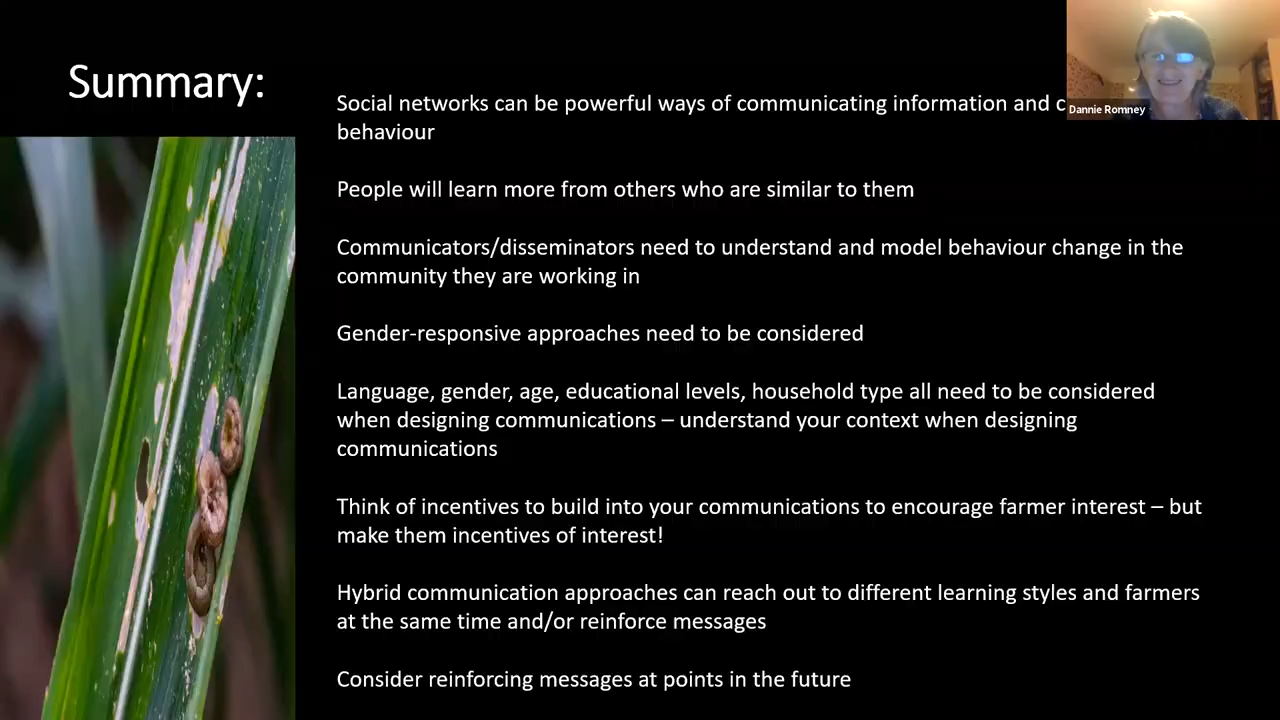 Summary:
Social networks can be powerful ways of communicating information and
behaviour
People will learn more from others who are similar to them
Communicators/disseminators need to understand and model behaviour change in the
community they are working in
Gender-responsive approaches need to be considered
Language, gender, age, educational levels, household type all need to be considered
when designing communications – understand your context when designing
communications
Think of incentives to build into your communications to encourage farmer interest – but
make them incentives of interest!
Hybrid communication approaches can reach out to different learning styles and farmers
at the same time and/or reinforce messages
Consider reinforcing messages at points in the future
Dannie Romney